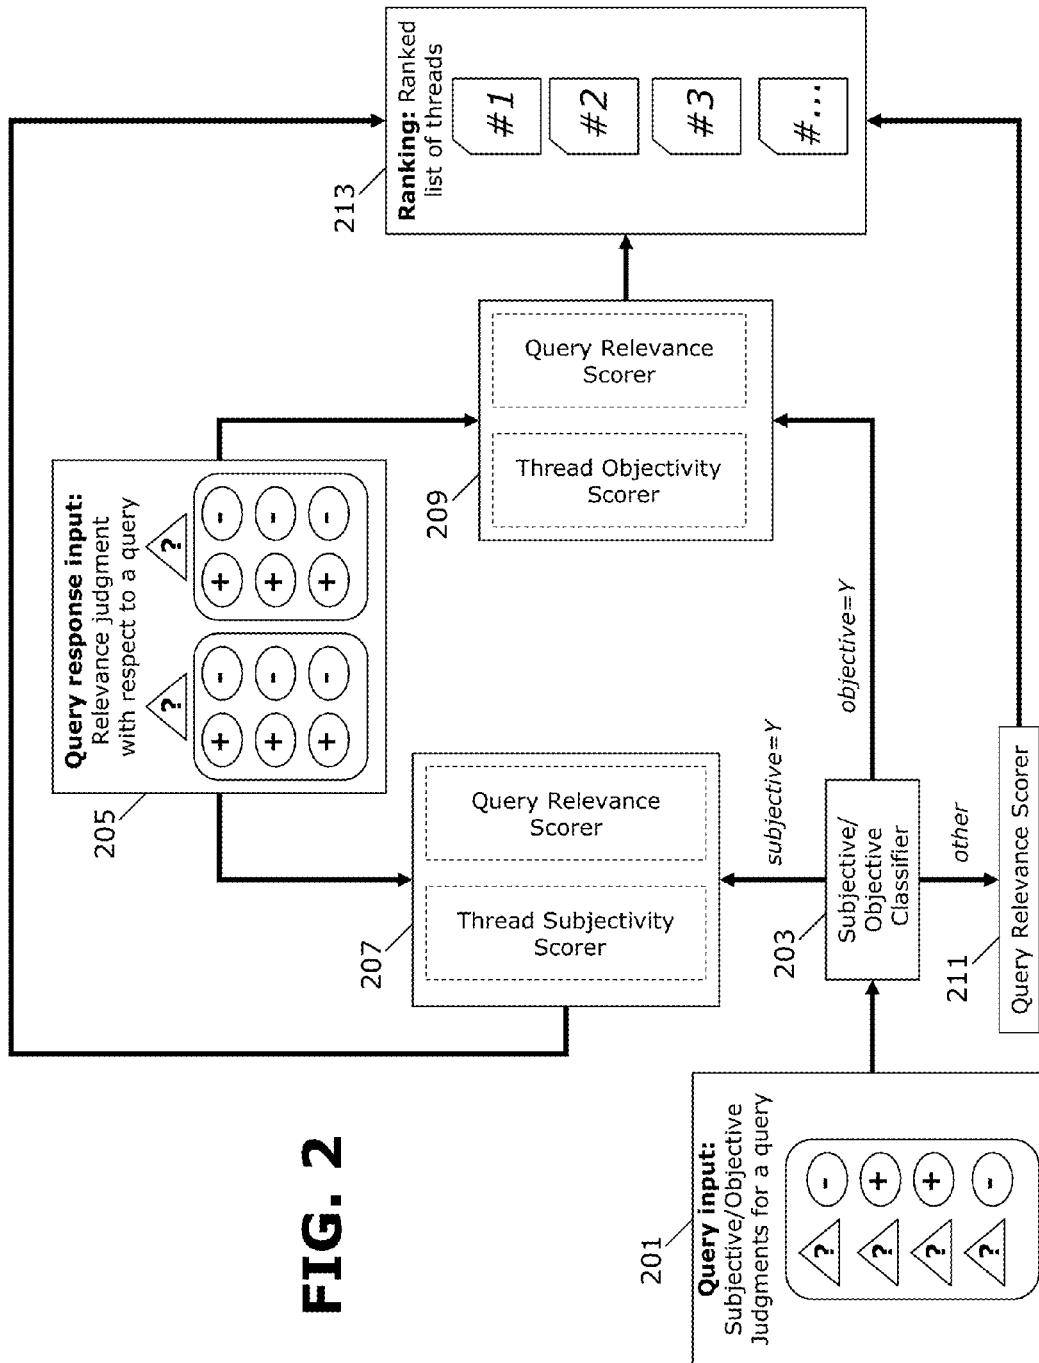 FIG. 2
201
Query input:
Subjective/Objective
Judgments for a query
? -
? +
? +
? -
203
Subjective/
Objective
Classifier
subjective=Y
objective=Y
other
205
Query response input:
Relevance judgment
with respect to a query
? ?
+ - + -
+ - + -
+ - + -
207
Thread Subjectivity
Scorer
Query Relevance
Scorer
209
Thread Objectivity
Scorer
Query Relevance
Scorer
211
Query Relevance Scorer
213
Ranking: Ranked
list of threads
#1
#2
#3
#...